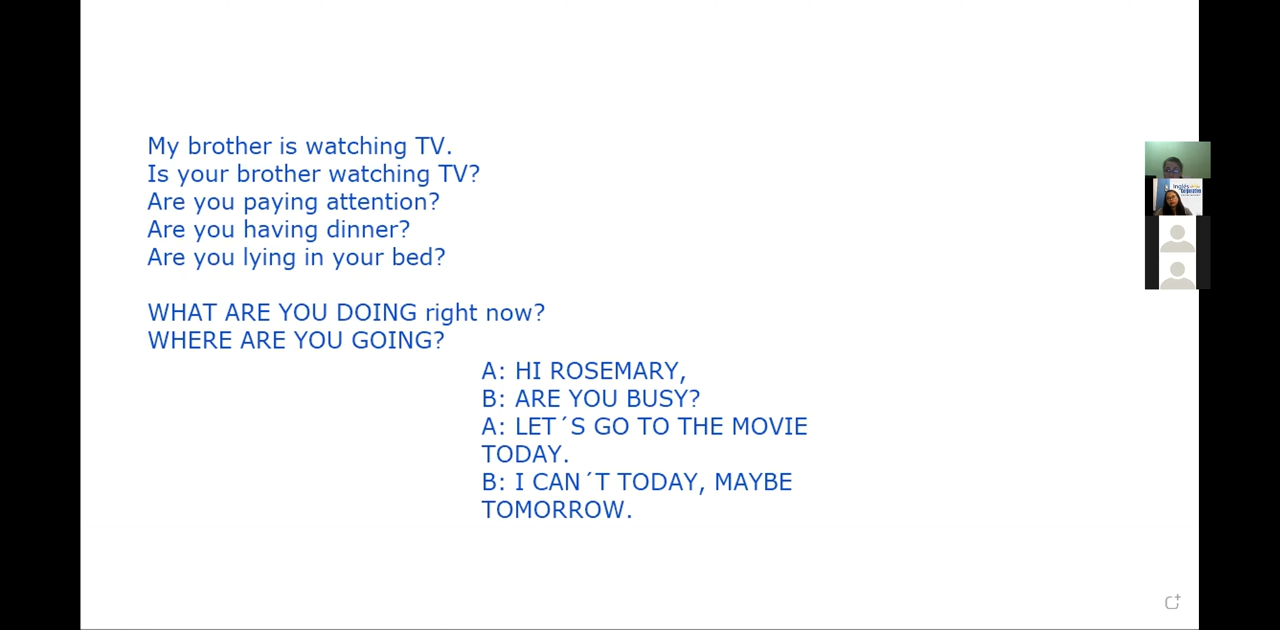 My brother is watching TV.
Is your brother watching TV?
Are you paying attention?
Are you having dinner?
Are you lying in your bed?
WHAT ARE YOU DOING right now?
WHERE ARE YOU GOING?
A: HI ROSEMARY,
B: ARE YOU BUSY?
A: LET´S GO TO THE MOVIE
TODAY.
B: I CAN´T TODAY, MAYBE
TOMORROW.
Inglés
Corporativo